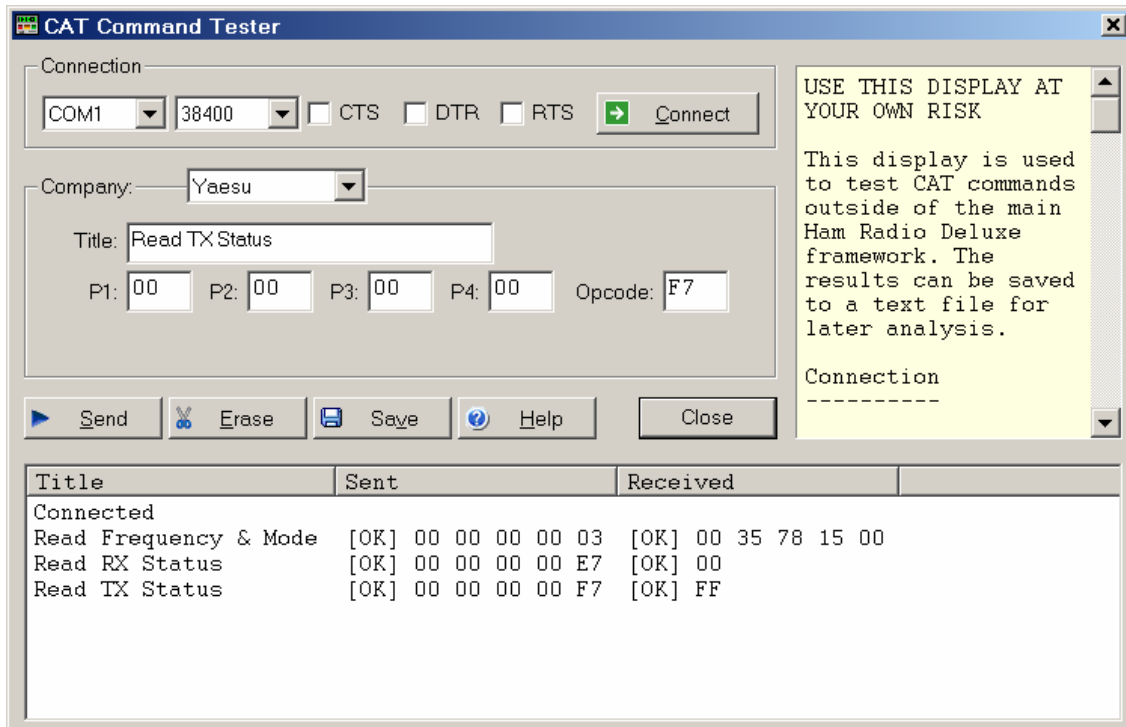 CAT Command Tester
Connection
COM1 38400 CTS DTR RTS Connect
Company: Yaesu
Title: Read TX Status
P1: 00 P2: 00 P3: 00 P4: 00 Opcode: F7
Send Erase Save Help Close
USE THIS DISPLAY AT
YOUR OWN RISK
This display is used
to test CAT commands
outside of the main
Ham Radio Deluxe
framework. The
results can be saved
to a text file for
later analysis.
Connection
----------
Title Sent Received
Connected
Read Frequency & Mode [OK] 00 00 00 00 03 [OK] 00 35 78 15 00
Read RX Status [OK] 00 00 00 00 E7 [OK] 00
Read TX Status [OK] 00 00 00 00 F7 [OK] FF